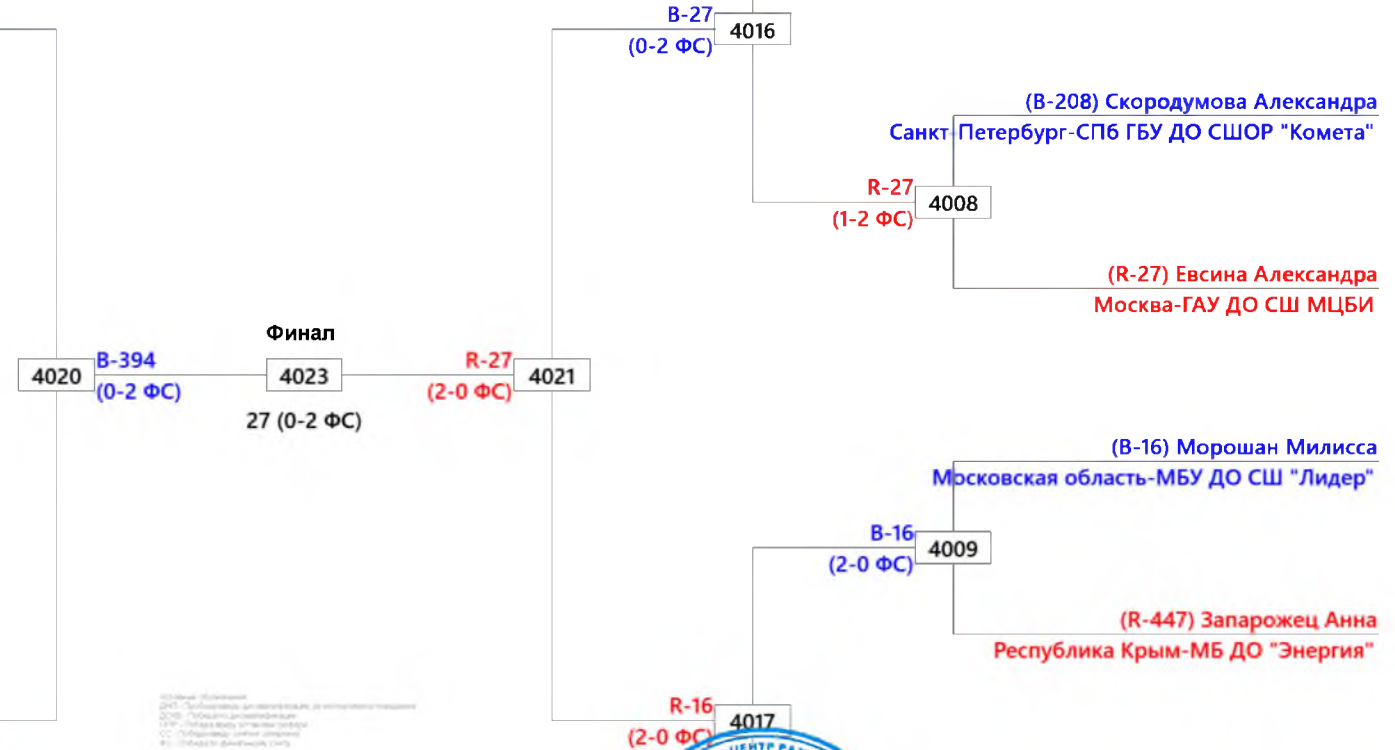 B-27
4016
(0-2 ФС)
(B-208) Скородумова Александра
Санкт-Петербург-СПб ГБУ ДО СШОР "Комета"
R-27
4008
(1-2 ФС)
(R-27) Евсина Александра
Москва-ГАУ ДО СШ МЦБИ
Финал
4020
B-394
(0-2 ФС)
4023
27 (0-2 ФС)
R-27
(2-0 ФС)
4021
(B-16) Морошан Милисса
Московская область-МБУ ДО СШ "Лидер"
B-16
4009
(2-0 ФС)
(R-447) Запарожец Анна
Республика Крым-МБ ДО "Энергия"
R-16
4017
(2-0 ФС)
ЦЕНТР